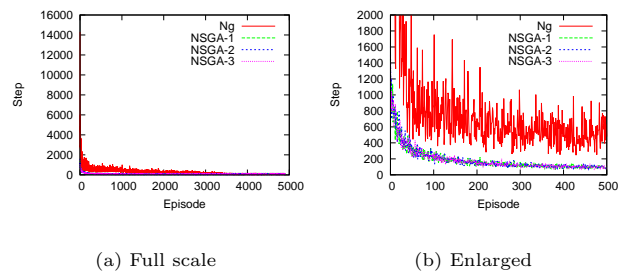 Ng
NSGA-1
NSGA-2
NSGA-3
16000
14000
12000
10000
8000
6000
4000
2000
0
Step
0 1000 2000 3000 4000 5000
Episode
(a) Full scale
Ng
NSGA-1
NSGA-2
NSGA-3
2000
1800
1600
1400
1200
1000
800
600
400
200
0
Step
0 100 200 300 400 500
Episode
(b) Enlarged